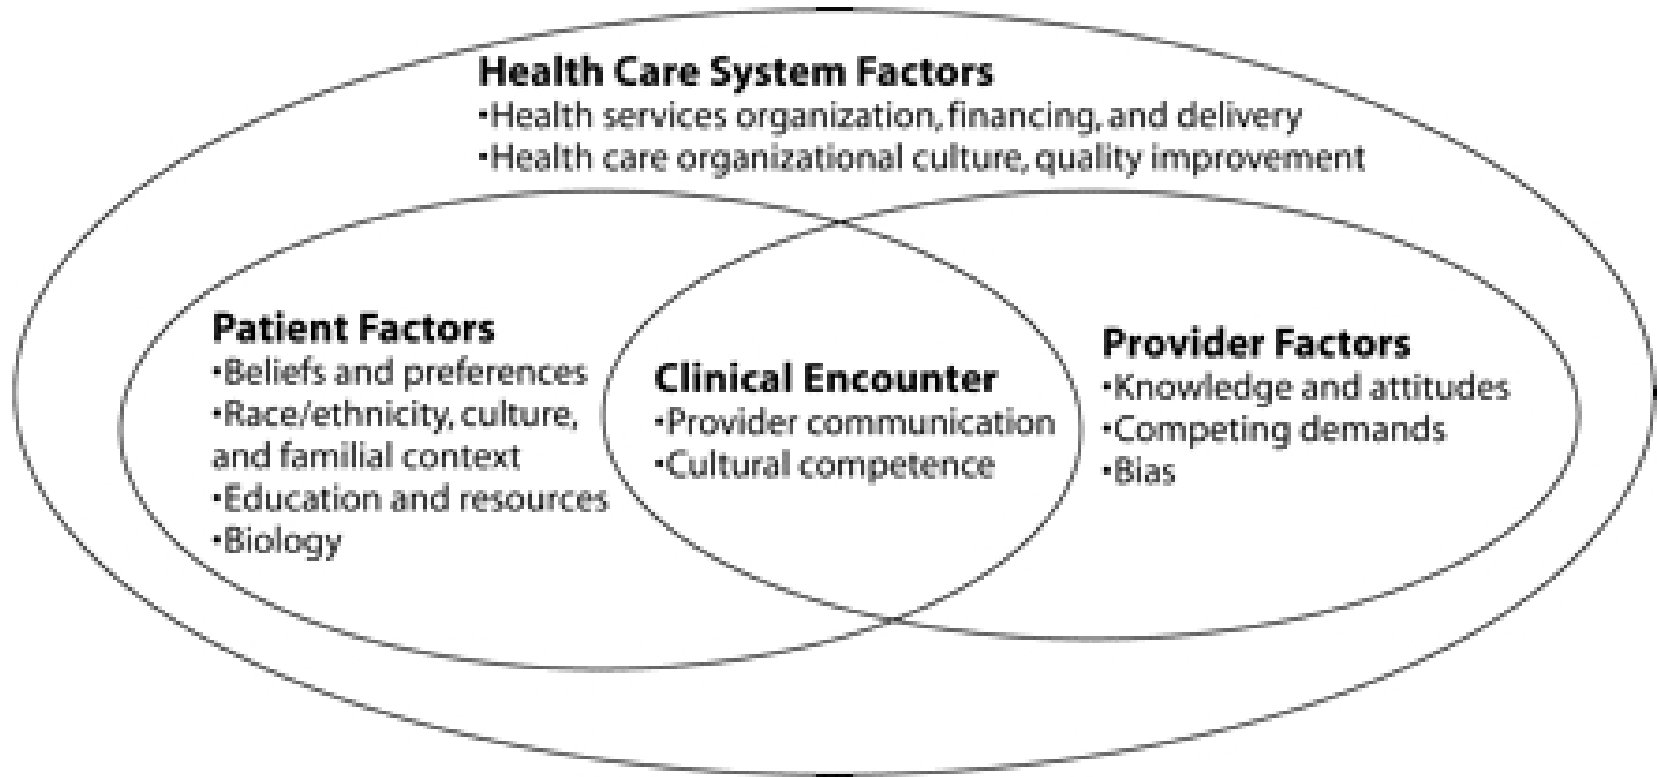 Health Care System Factors
•Health services organization, financing, and delivery
•Health care organizational culture, quality improvement
Patient Factors
•Beliefs and preferences
•Race/ethnicity, culture,
and familial context
•Education and resources
•Biology
Clinical Encounter
•Provider communication
•Cultural competence
Provider Factors
•Knowledge and attitudes
•Competing demands
•Bias